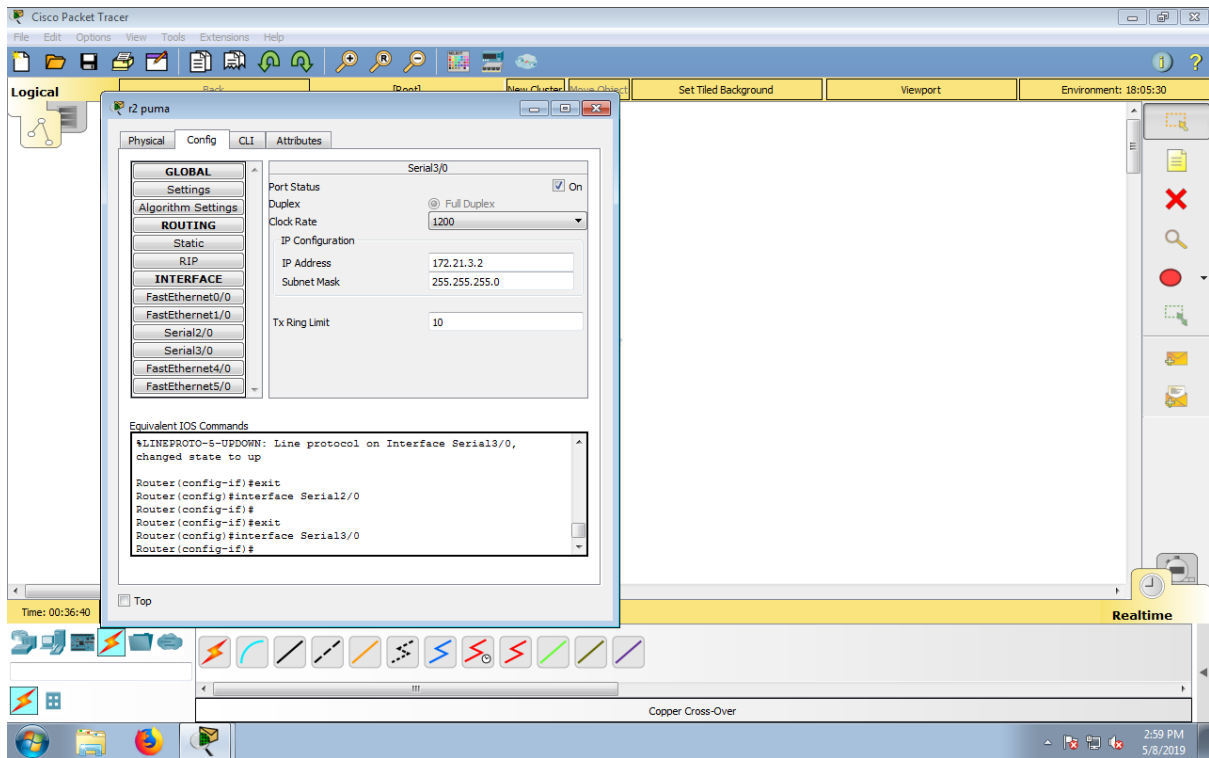 Cisco Packet Tracer
File Edit Options View Tools Extensions Help
Logical
Back
[Root]
New Cluster
Move Object
Set Tiled Background
Viewport
Environment: 18:05:30
r2 puma
Physical Config CLI Attributes
GLOBAL
Settings
Algorithm Settings
ROUTING
Static
RIP
INTERFACE
FastEthernet0/0
FastEthernet1/0
Serial2/0
Serial3/0
FastEthernet4/0
FastEthernet5/0
Serial3/0
Port Status On
Duplex Full Duplex
Clock Rate 1200
IP Configuration
IP Address 172.21.3.2
Subnet Mask 255.255.255.0
Tx Ring Limit 10
Equivalent IOS Commands
%LINEPROTO-5-UPDOWN: Line protocol on Interface Serial3/0,
changed state to up
Router(config-if)#exit
Router(config)#interface Serial2/0
Router(config-if)#
Router(config-if)#exit
Router(config)#interface Serial3/0
Router(config-if)#
Top
Time: 00:36:40
Realtime
Copper Cross-Over
2:59 PM
5/8/2019